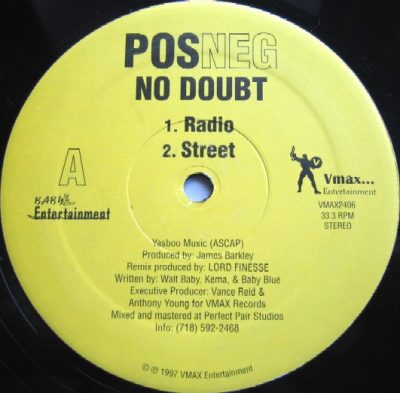 POSNEG
NO DOUBT
1. Radio
2. Street
A
Entertainment
V
Vmax...
Entertainment
VMAX2406
33.3 RPM
STEREO
Yasboo Music (ASCAP)
Produced by: James Barkley
Remix produced by: LORD FINESSE
Written by: Walt Baby, Kema, & Baby Blue
Executive Producer: Vance Reid &
Anthony Young for VMAX Records
Mixed and mastered at Perfect Pair Studios
Info: (718) 592-2468
© ℗ 1997 VMAX Entertainment